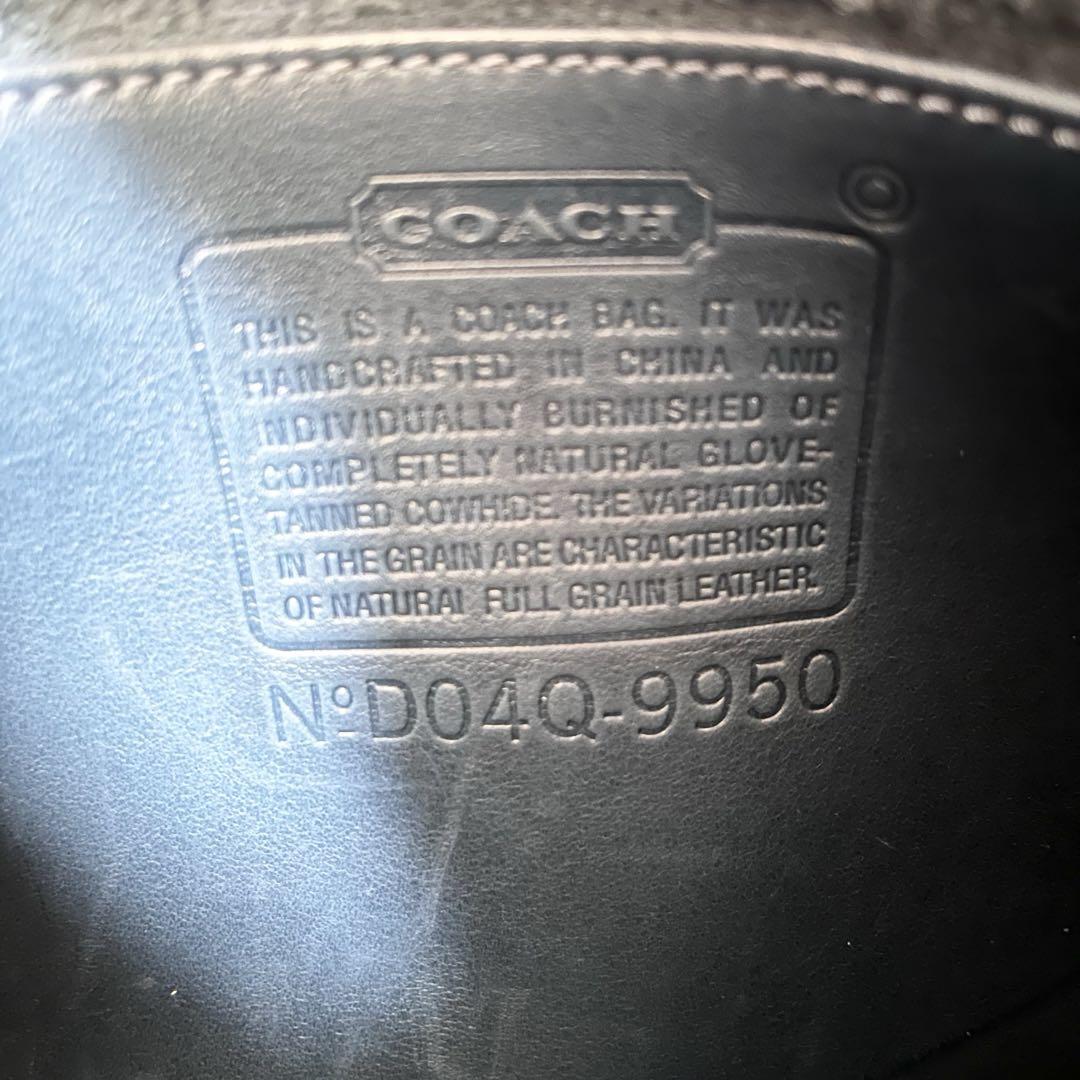 COACH
THIS IS A COACH BAG. IT WAS
HANDCRAFTED IN CHINA AND
INDIVIDUALLY BURNISHED OF
COMPLETELY NATURAL GLOVE-
TANNED COWHIDE. THE VARIATIONS
IN THE GRAIN ARE CHARACTERISTIC
OF NATURAL FULL GRAIN LEATHER.
NºD04Q-9950